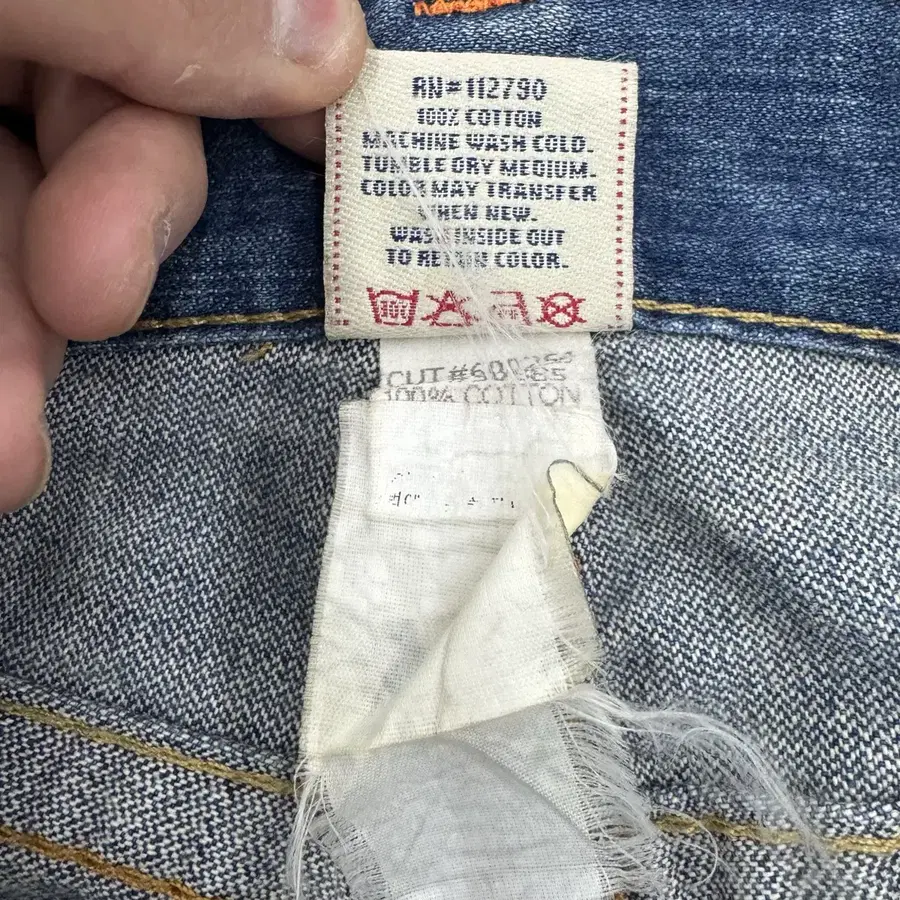 RN#112790
100% COTTON
MACHINE WASH COLD.
TUMBLE DRY MEDIUM.
COLOR MAY TRANSFER
WHEN NEW.
WASH INSIDE OUT
TO RETAIN COLOR.
CUT
100% COTTON